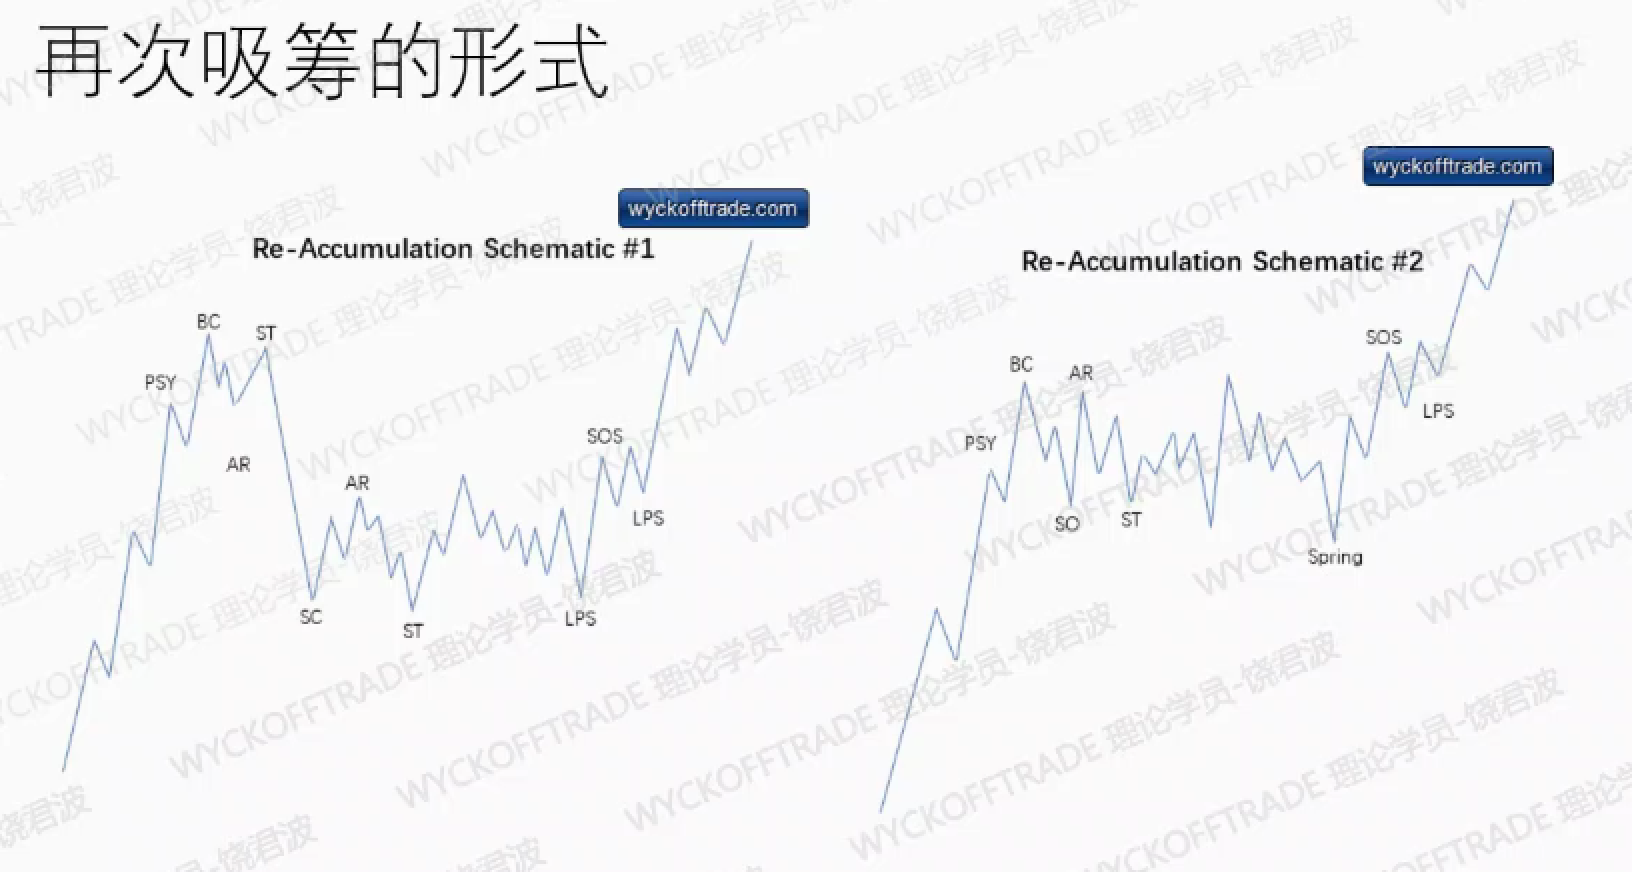 再次吸筹的形式
wyckofftrade.com
Re-Accumulation Schematic #1
BC
ST
PSY
AR
AR
SC
ST
SOS
LPS
LPS
wyckofftrade.com
Re-Accumulation Schematic #2
BC
AR
PSY
SO
ST
SOS
LPS
Spring
WYCKOFFTRADE 理论学员-饶君波